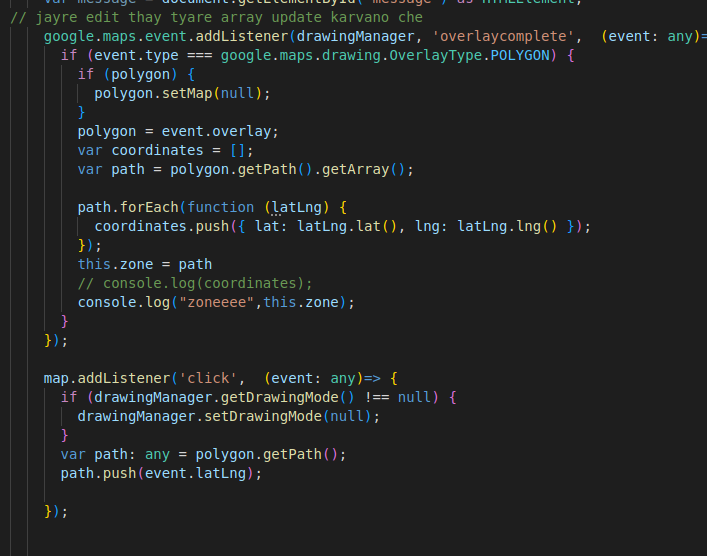 var message = document.getElementById('message') as HTMLElement;
// jayre edit thay tyare array update karvano che
google.maps.event.addListener(drawingManager, 'overlaycomplete',  (event: any)=
if (event.type === google.maps.drawing.OverlayType.POLYGON) {
if (polygon) {
polygon.setMap(null);
}
polygon = event.overlay;
var coordinates = [];
var path = polygon.getPath().getArray();
path.forEach(function (latLng) {
coordinates.push({ lat: latLng.lat(), lng: latLng.lng() });
});
this.zone = path
// console.log(coordinates);
console.log("zoneeee",this.zone);
}
});
map.addListener('click',  (event: any)=> {
if (drawingManager.getDrawingMode() !== null) {
drawingManager.setDrawingMode(null);
}
var path: any = polygon.getPath();
path.push(event.latLng);
});